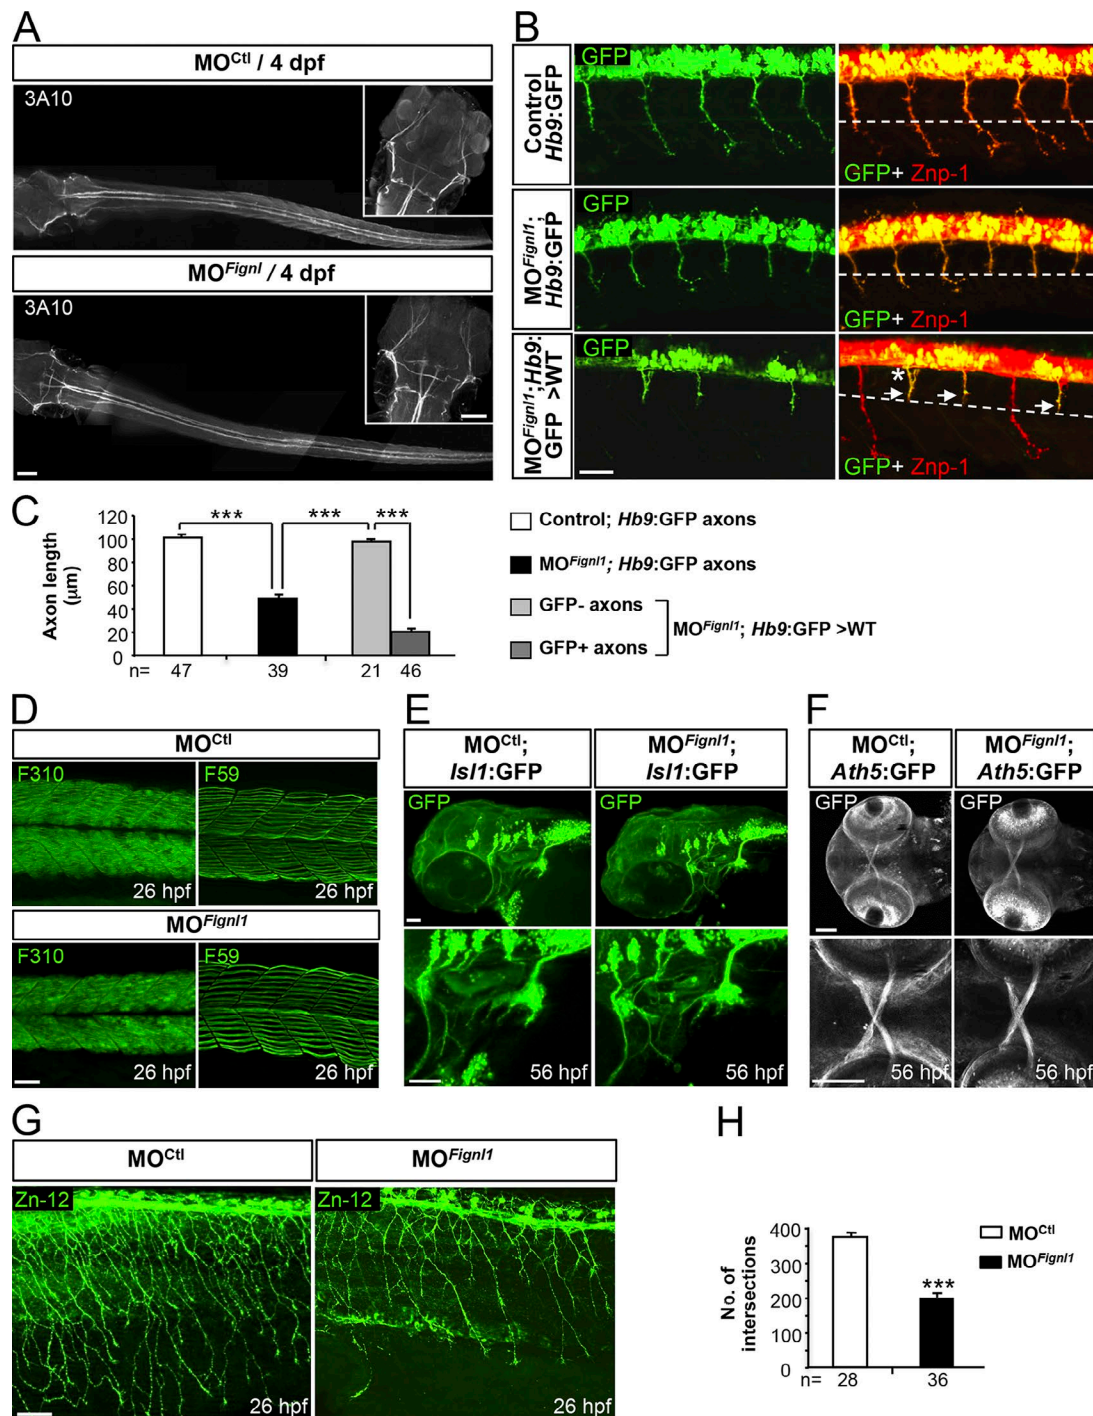 A
MOCtl / 4 dpf
3A10
MOFignl / 4 dpf
3A10
B
Control
Hb9:GFP
GFP
GFP+ Znp-1
MOFignl1;
Hb9:GFP
GFP
GFP+ Znp-1
MOFignl1;Hb9:
GFP >WT
GFP
*
GFP+ Znp-1
C
Axon length
(µm)
120
100
80
60
40
20
0
***
***
***
n=
47
39
21
46
Control; Hb9:GFP axons
MOFignl1; Hb9:GFP axons
GFP- axons
GFP+ axons
MOFignl1; Hb9:GFP >WT
D
MOCtl
F310
26 hpf
F59
26 hpf
MOFignl1
F310
26 hpf
F59
26 hpf
E
MOCtl;
Isl1:GFP
MOFignl1;
Isl1:GFP
GFP
56 hpf
56 hpf
F
MOCtl;
Ath5:GFP
MOFignl1;
Ath5:GFP
GFP
GFP
56 hpf
56 hpf
G
MOCtl
MOFignl1
Zn-12
26 hpf
Zn-12
26 hpf
H
No. of
intersections
400
300
200
100
0
***
n=
28
36
MOCtl
MOFignl1